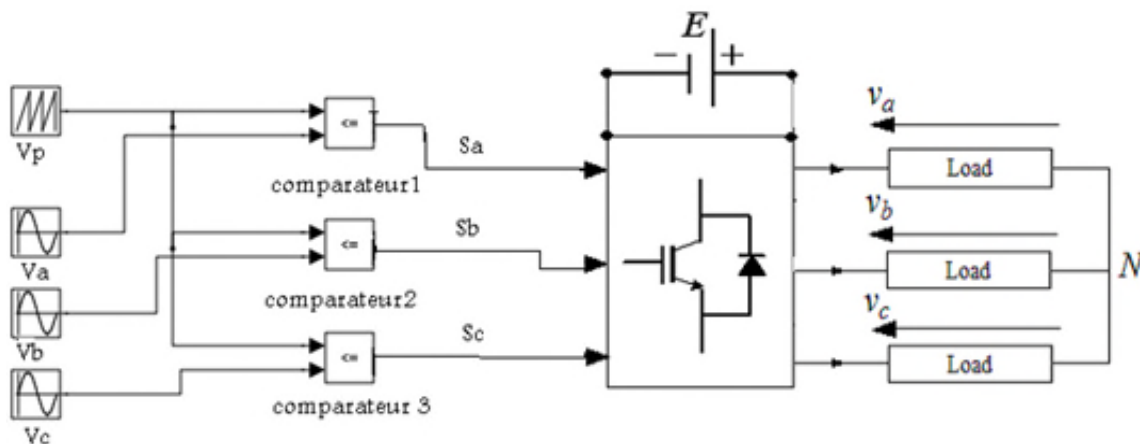 E
− +
Vp
<=
Sa
comparateur1
va
Load
Va
<=
Sb
comparateur2
vb
Load
N
Vb
<=
Sc
comparateur 3
vc
Load
Vc